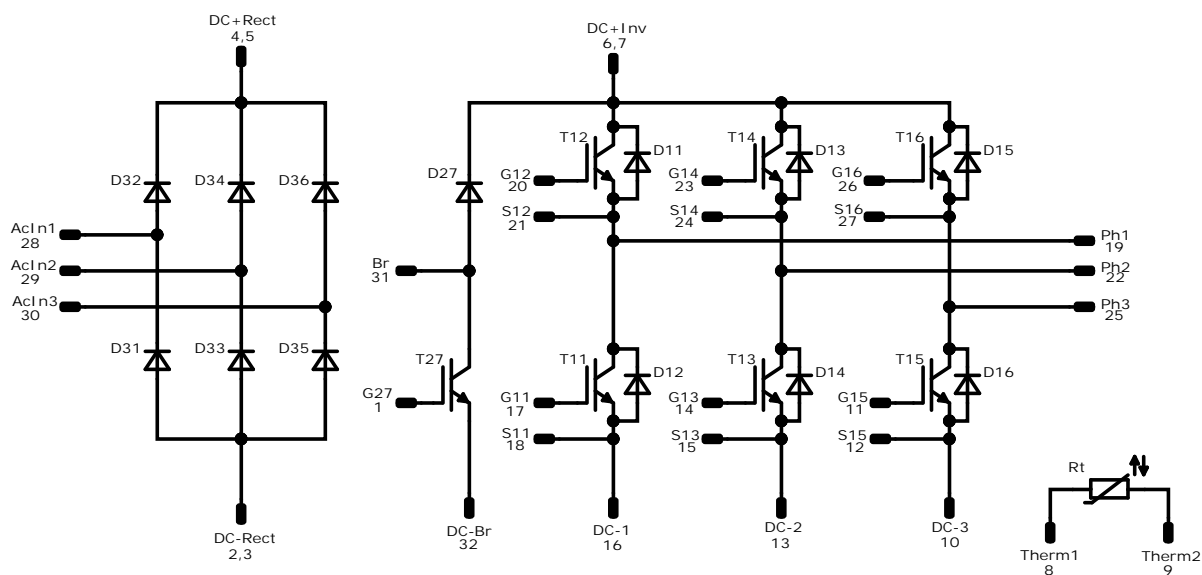 DC+Rect
4,5
DC+Inv
6,7
T12
D11
T14
D13
T16
D15
D32
D34
D36
D27
G12
20
G14
23
G16
26
S12
21
S14
24
S16
27
AcIn1
28
Ph1
19
AcIn2
29
Br
31
Ph2
22
AcIn3
30
Ph3
25
D31
D33
D35
T27
T11
D12
T13
D14
T15
D16
G27
1
G11
17
G13
14
G15
11
S11
18
S13
15
S15
12
Rt
DC-Rect
2,3
DC-Br
32
DC-1
16
DC-2
13
DC-3
10
Therm1
8
Therm2
9